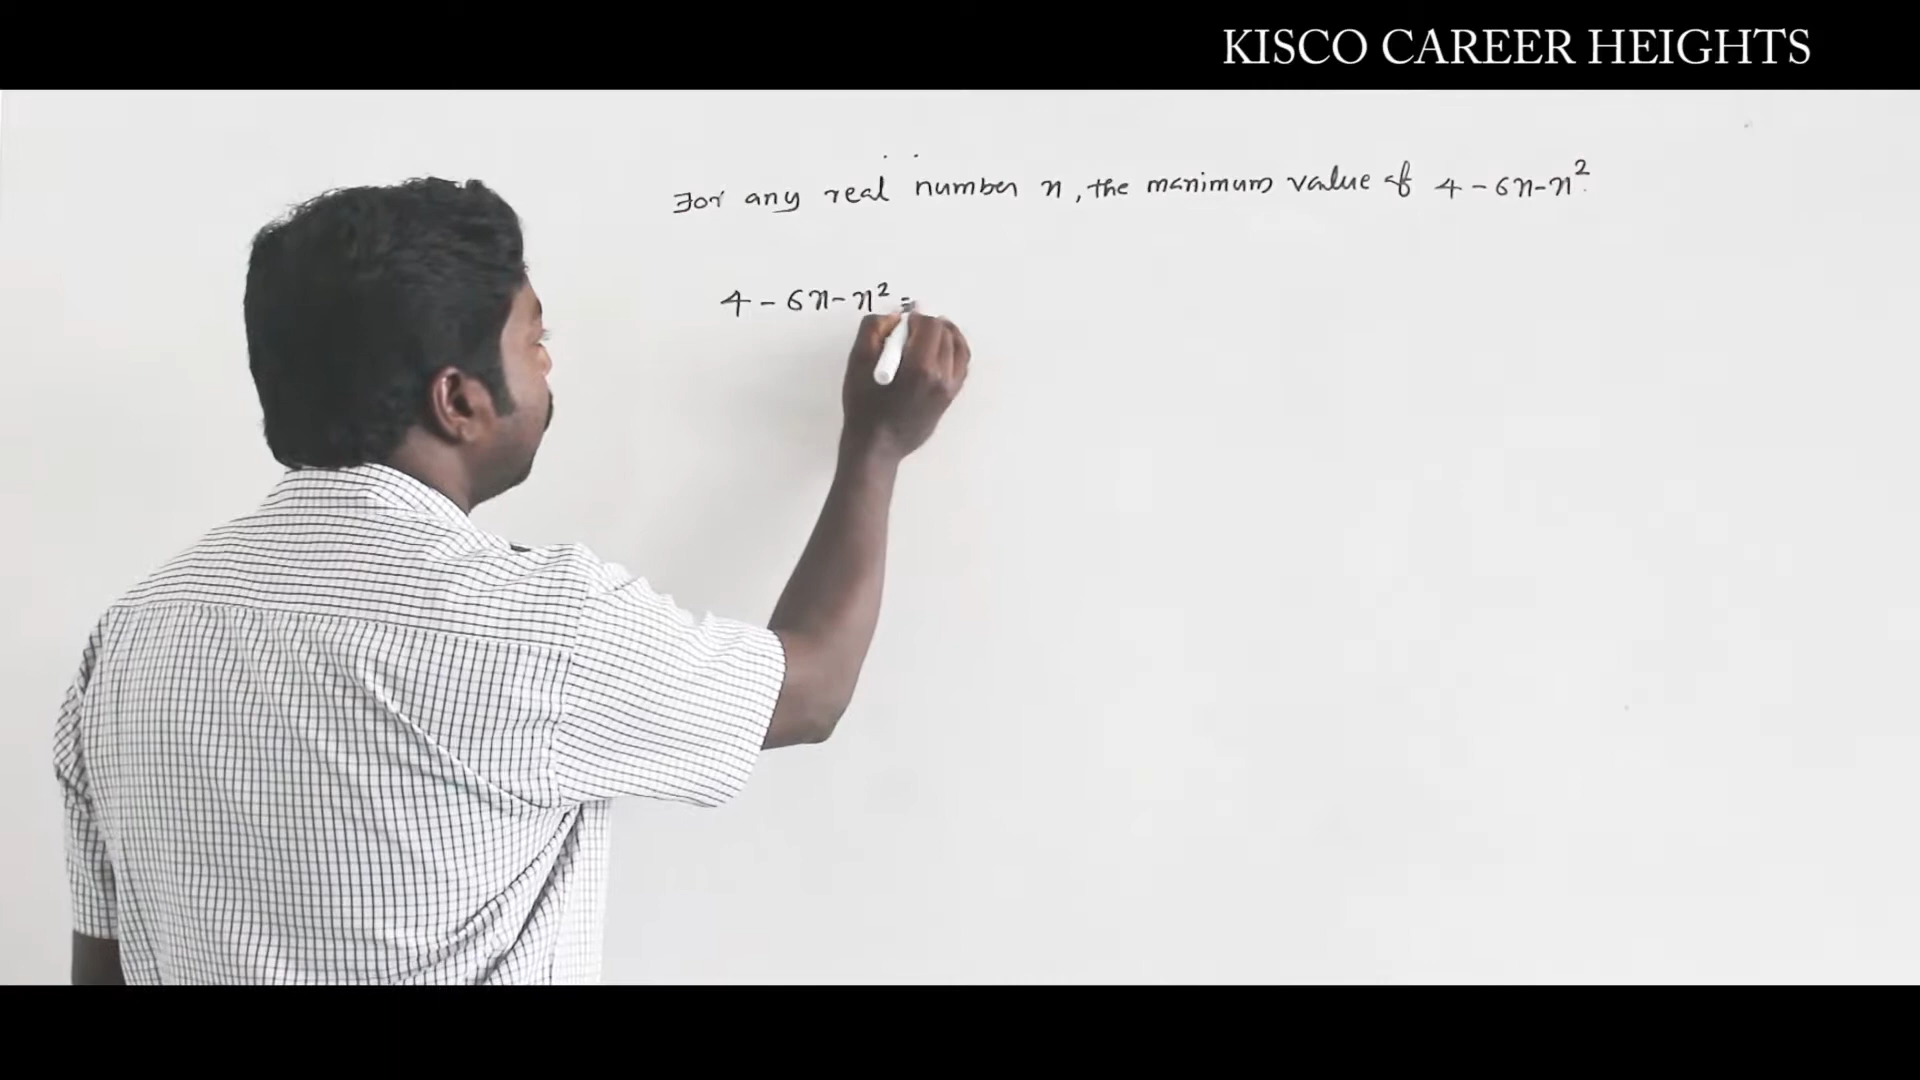 KISCO CAREER HEIGHTS
For any real number x, the maximum value of 4 - 6x - x².
4 - 6x - x² =